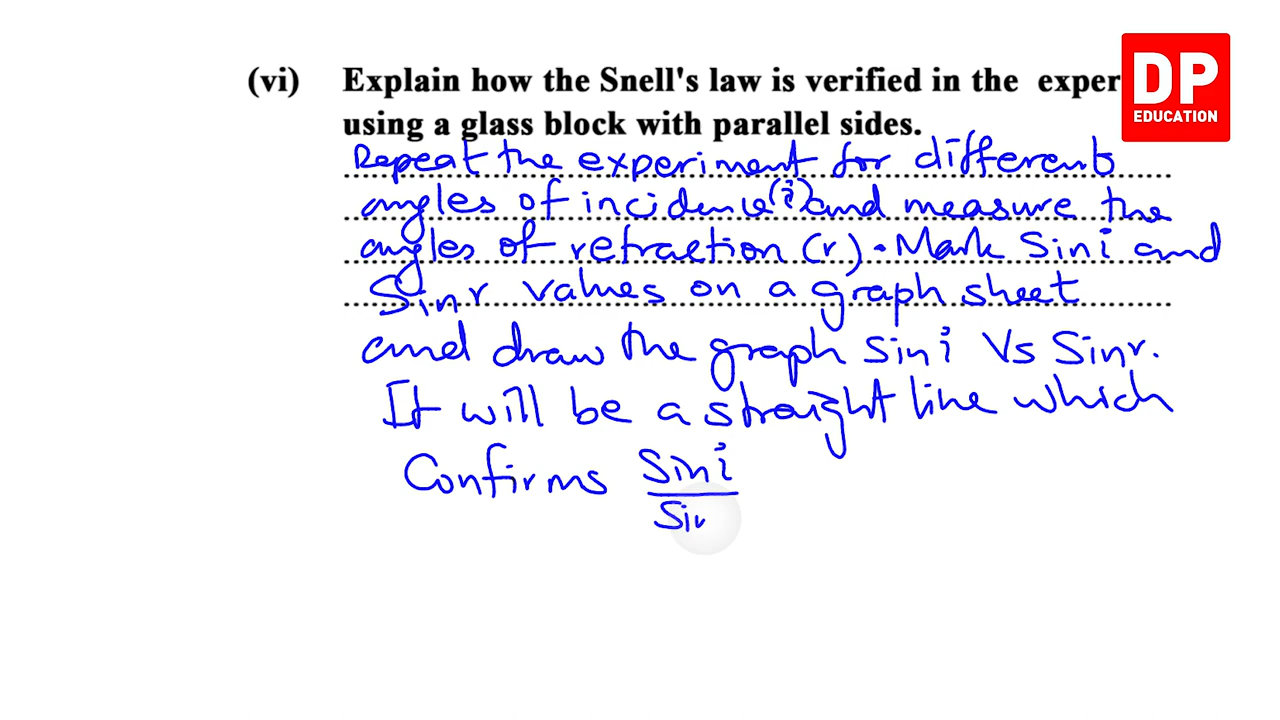 DP
EDUCATION
(vi) Explain how the Snell's law is verified in the exper
using a glass block with parallel sides.
Repeat the experiment for different
angles of incidence (i) and measure the
angles of refraction (r). Mark Sin i and
Sin r values on a graph sheet
and draw the graph sin i Vs Sin r.
It will be a straight line which
Confirms Sin i
Sin